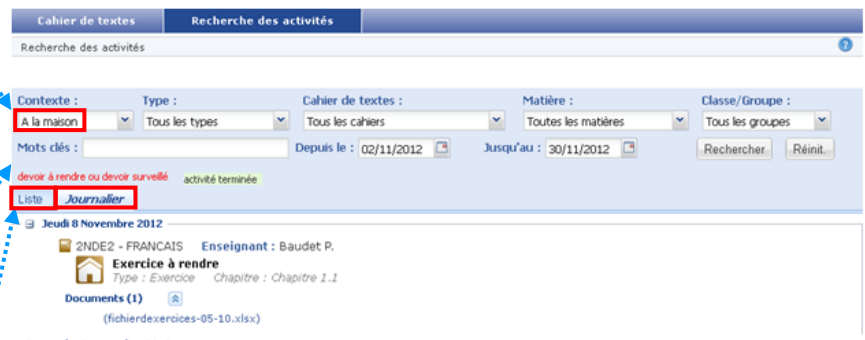 Cahier de textes Recherche des activités
Recherche des activités
Contexte : Type : Cahier de textes : Matière : Classe/Groupe :
A la maison Tous les types Tous les cahiers Toutes les matières Tous les groupes
Mots clés : Depuis le : 02/11/2012 Jusqu'au : 30/11/2012 Rechercher Réinit.
devoir à rendre ou devoir surveillé activité terminée
Liste Journalier
Jeudi 8 Novembre 2012
2NDE2 - FRANCAIS Enseignant : Baudet P.
Exercice à rendre
Type : Exercice Chapitre : Chapitre 1.1
Documents (1)
(fichierdexercices-05-10.xlsx)